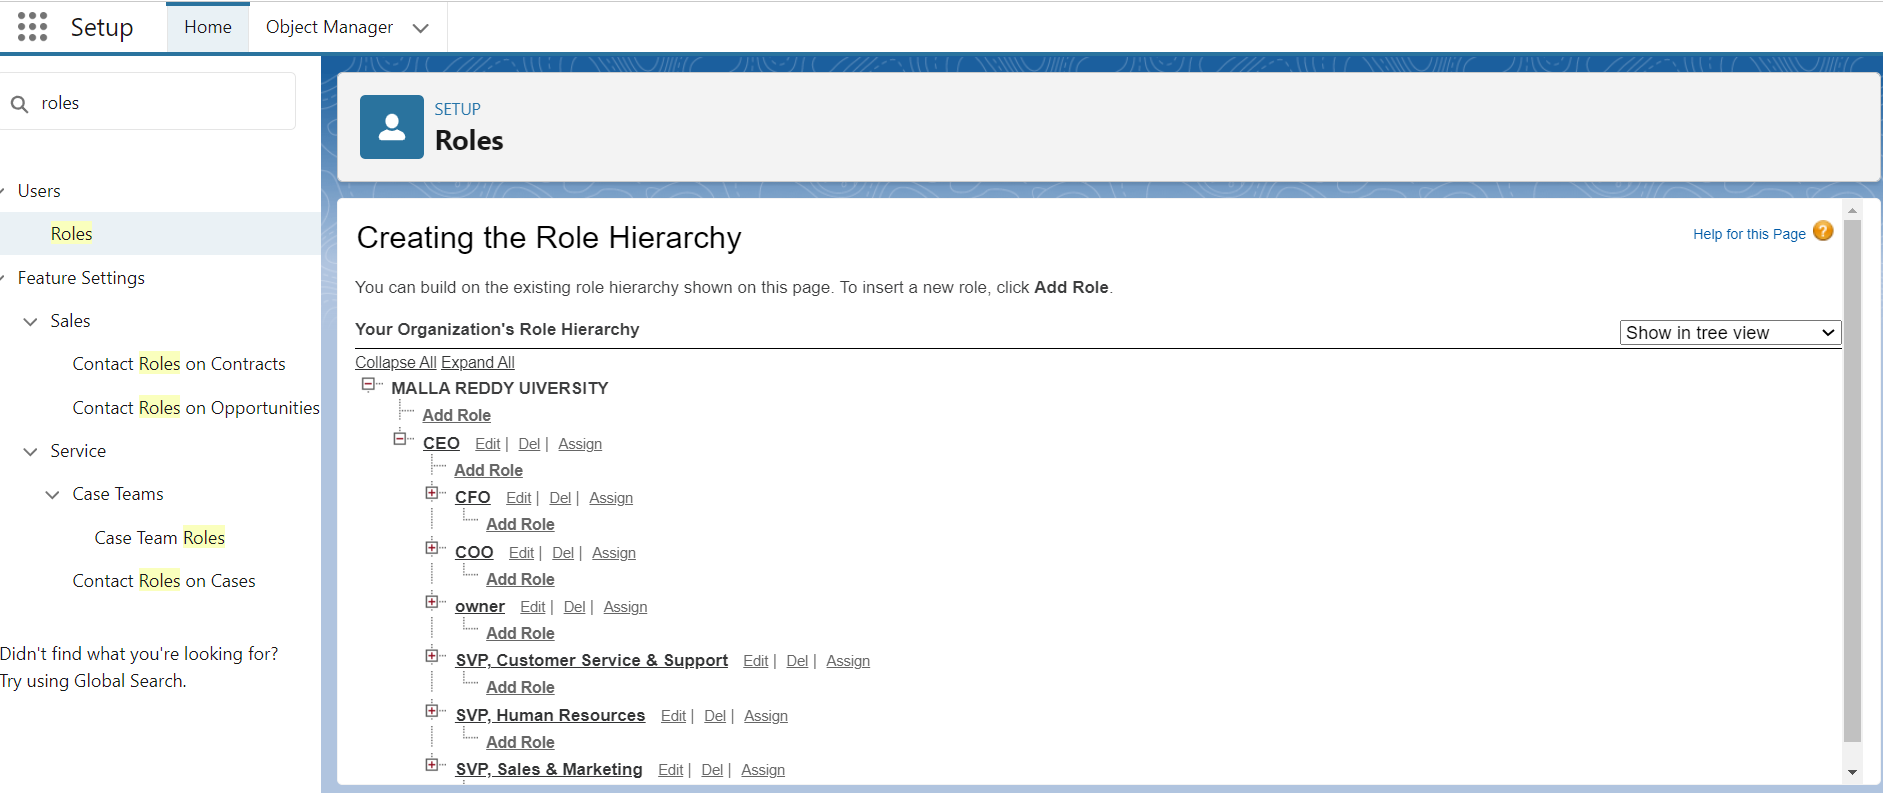 Setup Home Object Manager
roles
Users
Roles
Feature Settings
Sales
Contact Roles on Contracts
Contact Roles on Opportunities
Service
Case Teams
Case Team Roles
Contact Roles on Cases
Didn't find what you're looking for?
Try using Global Search.
SETUP
Roles
Creating the Role Hierarchy
Help for this Page ?
You can build on the existing role hierarchy shown on this page. To insert a new role, click Add Role.
Your Organization's Role Hierarchy
Show in tree view
Collapse All Expand All
MALLA REDDY UIVERSITY
Add Role
CEO Edit | Del | Assign
Add Role
CFO Edit | Del | Assign
Add Role
COO Edit | Del | Assign
Add Role
owner Edit | Del | Assign
Add Role
SVP, Customer Service & Support Edit | Del | Assign
Add Role
SVP, Human Resources Edit | Del | Assign
Add Role
SVP, Sales & Marketing Edit | Del | Assign